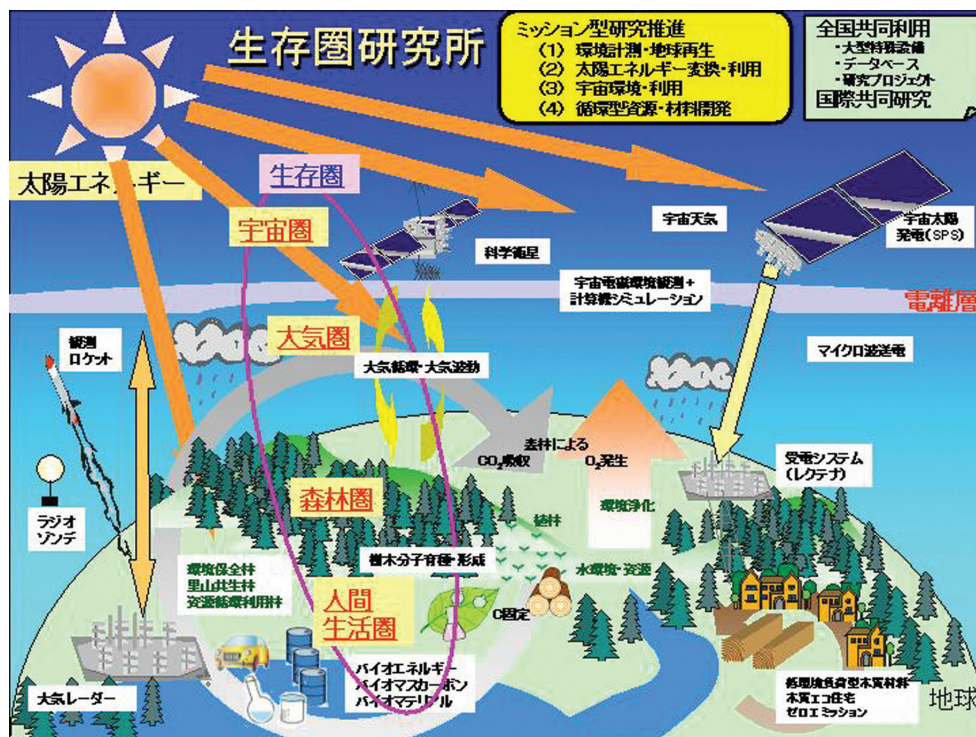 生存圏研究所
ミッション型研究推進
(1) 環境計測・地球再生
(2) 太陽エネルギー変換・利用
(3) 宇宙環境・利用
(4) 循環型資源・材料開発
全国共同利用
・大型特殊設備
・データベース
・研究プロジェクト
国際共同研究
太陽エネルギー
生存圏
宇宙圏
科学衛星
宇宙天気
宇宙太陽
発電(SPS)
宇宙電磁環境観測+
計算機シミュレーション
電離層
観測
ロケット
大気圏
大気循環・大気波動
マイクロ波送電
森林による
CO2吸収
O2発生
受電システム
(レクテナ)
ラジオ
ゾンデ
森林圏
植林
環境浄化
樹木分子育種・形成
水環境・資源
環境保全林
里山共生林
資源循環利用林
人間
生活圏
C固定
大気レーダー
バイオエネルギー
バイオマスカーボン
バイオマテリアル
低環境負荷型木質材料
木質エコ住宅
ゼロエミッション
地球